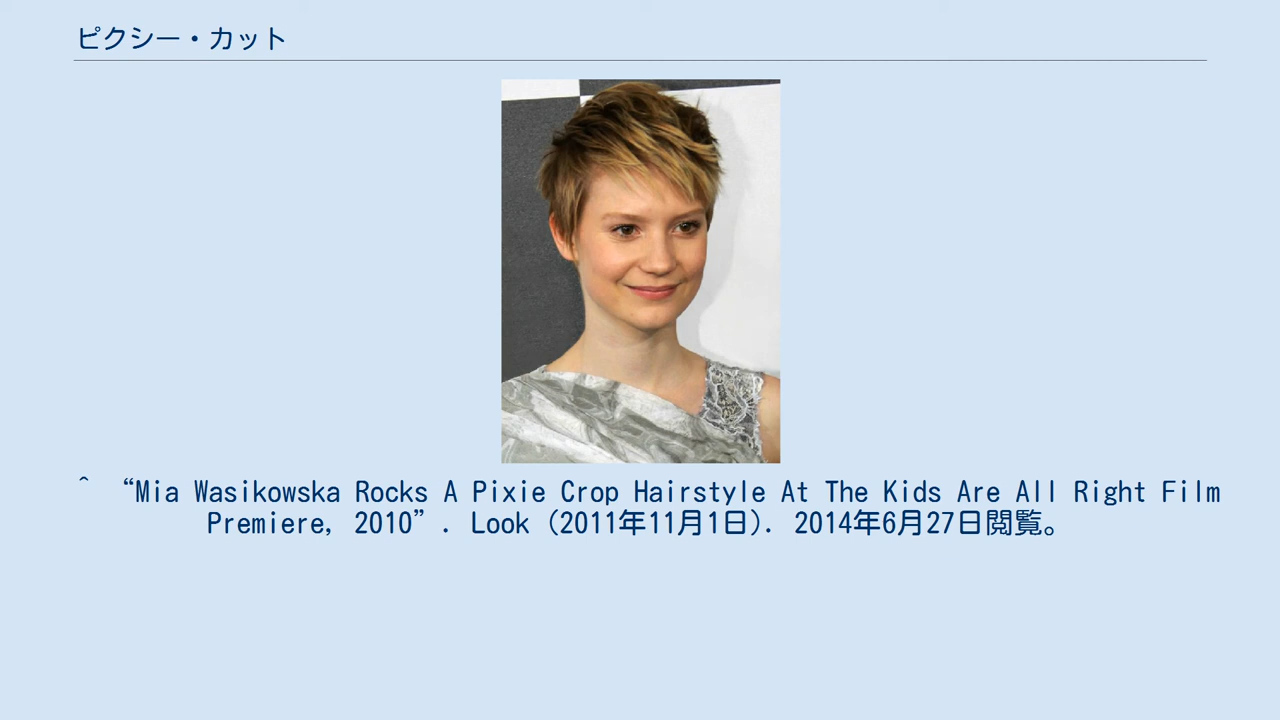 ピクシー・カット
^ “Mia Wasikowska Rocks A Pixie Crop Hairstyle At The Kids Are All Right Film
Premiere, 2010”. Look (2011年11月1日). 2014年6月27日閲覧。